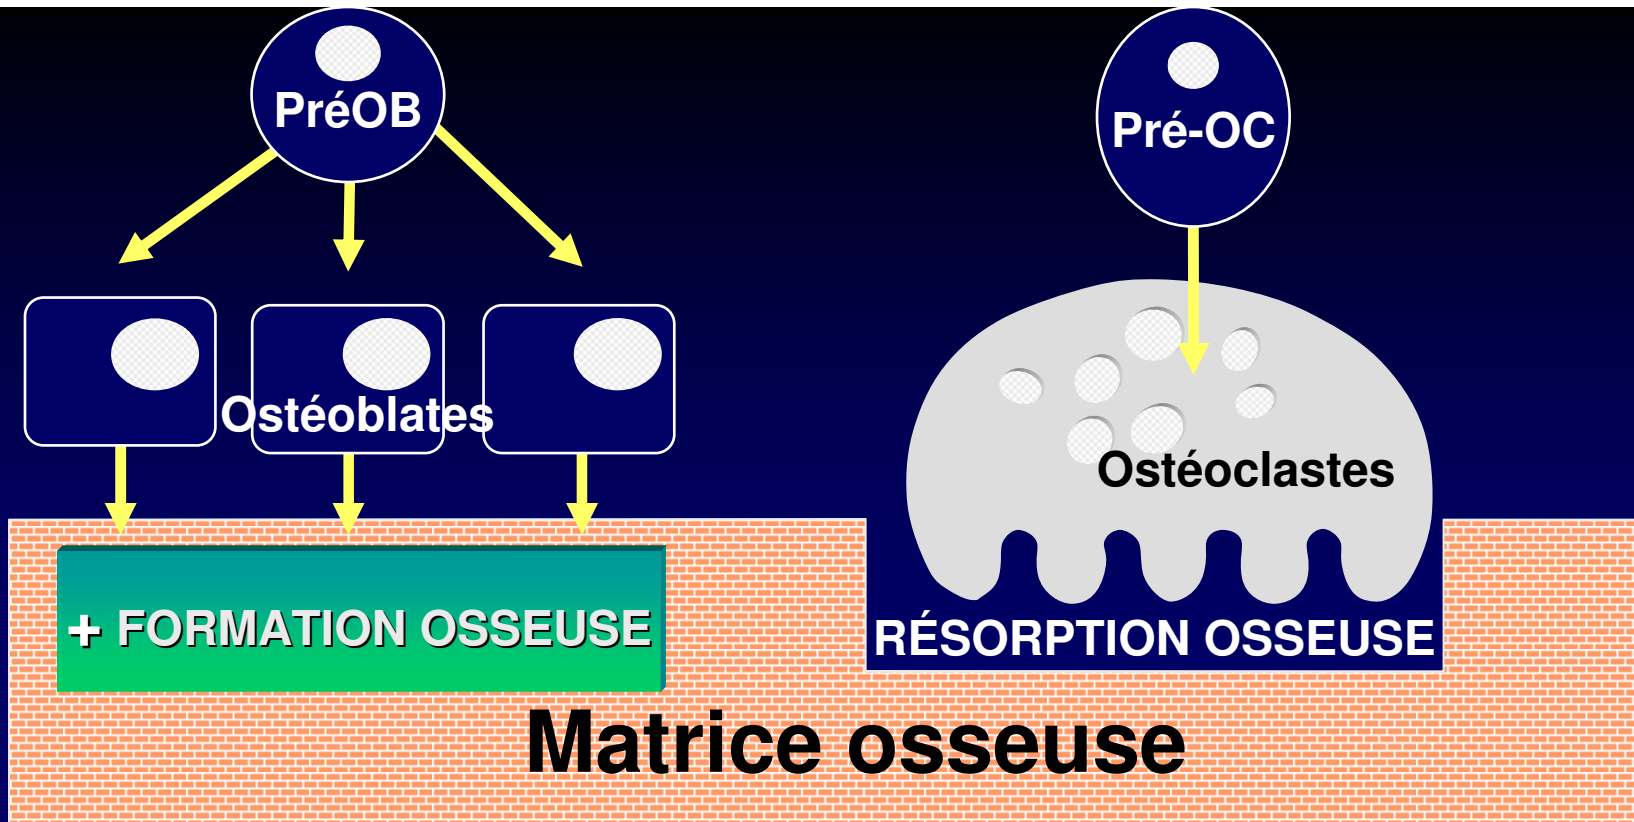 PréOB
Pré-OC
Ostéoblates
Ostéoclastes
+ FORMATION OSSEUSE
RÉSORPTION OSSEUSE
Matrice osseuse